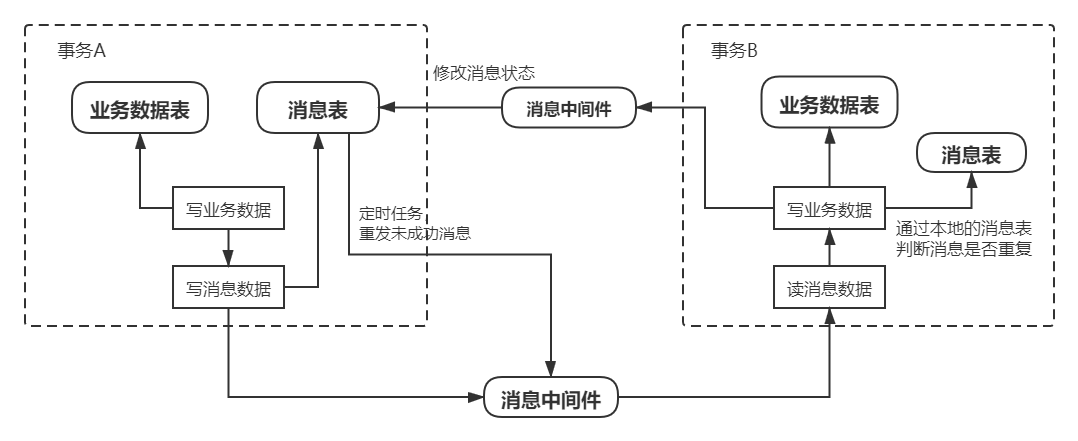 事务A
业务数据表
消息表
写业务数据
写消息数据
定时任务
重发未成功消息
修改消息状态
消息中间件
消息中间件
事务B
业务数据表
消息表
写业务数据
通过本地的消息表
判断消息是否重复
读消息数据